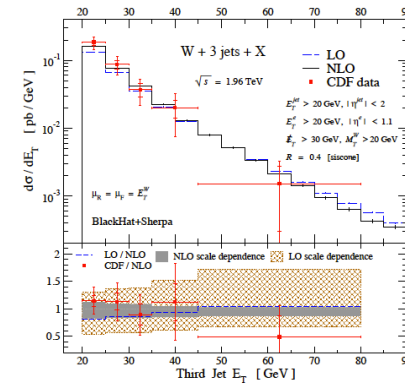 W + 3 jets + X
√s = 1.96 TeV
LO
NLO
CDF data
E_T^jet > 20 GeV, | η^jet | < 2
E_T^e > 20 GeV, | η^e | < 1.1
E̸_T > 30 GeV, M_T^W > 20 GeV
R = 0.4 [siscone]
dσ / dE_T [ pb / GeV ]
10^-1
10^-2
10^-3
μ_R = μ_F = E_T^W
BlackHat+Sherpa
20 30 40 50 60 70 80 90
LO / NLO
CDF / NLO
NLO scale dependence
LO scale dependence
2
1.5
1
0.5
20 30 40 50 60 70 80 90
Third Jet E_T [ GeV ]